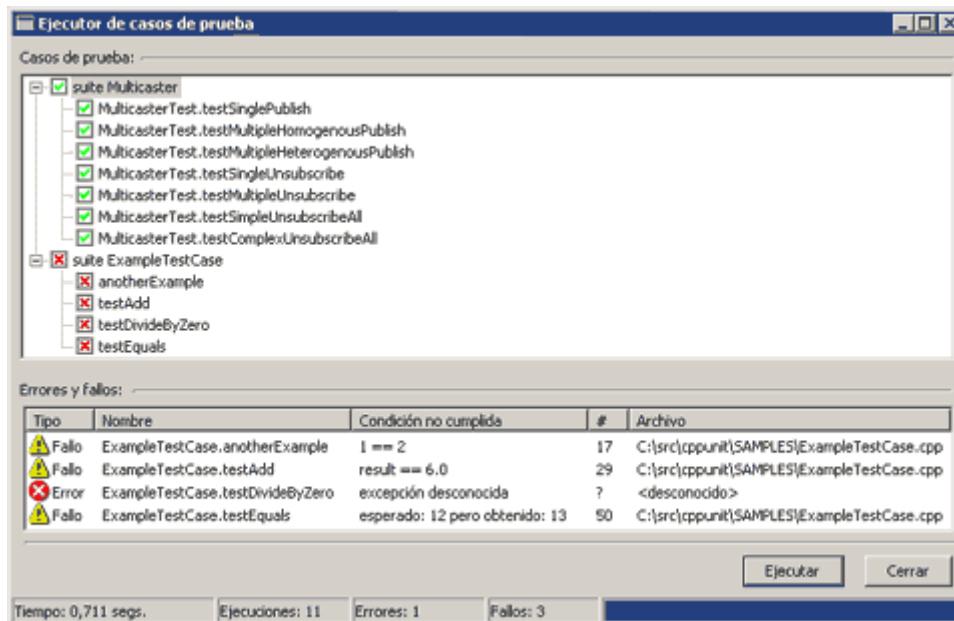 Ejecutor de casos de prueba
Casos de prueba:
suite Multicaster
MulticasterTest.testSinglePublish
MulticasterTest.testMultipleHomogenousPublish
MulticasterTest.testMultipleHeterogenousPublish
MulticasterTest.testSingleUnsubscribe
MulticasterTest.testMultipleUnsubscribe
MulticasterTest.testSimpleUnsubscribeAll
MulticasterTest.testComplexUnsubscribeAll
suite ExampleTestCase
anotherExample
testAdd
testDivideByZero
testEquals
Errores y fallos:
Tipo Nombre Condición no cumplida # Archivo
Fallo ExampleTestCase.anotherExample 1 == 2 17 C:\src\cppunit\SAMPLES\ExampleTestCase.cpp
Fallo ExampleTestCase.testAdd result == 6.0 29 C:\src\cppunit\SAMPLES\ExampleTestCase.cpp
Error ExampleTestCase.testDivideByZero excepción desconocida ? <desconocido>
Fallo ExampleTestCase.testEquals esperado: 12 pero obtenido: 13 50 C:\src\cppunit\SAMPLES\ExampleTestCase.cpp
Ejecutar Cerrar
Tiempo: 0,711 segs. Ejecuciones: 11 Errores: 1 Fallos: 3